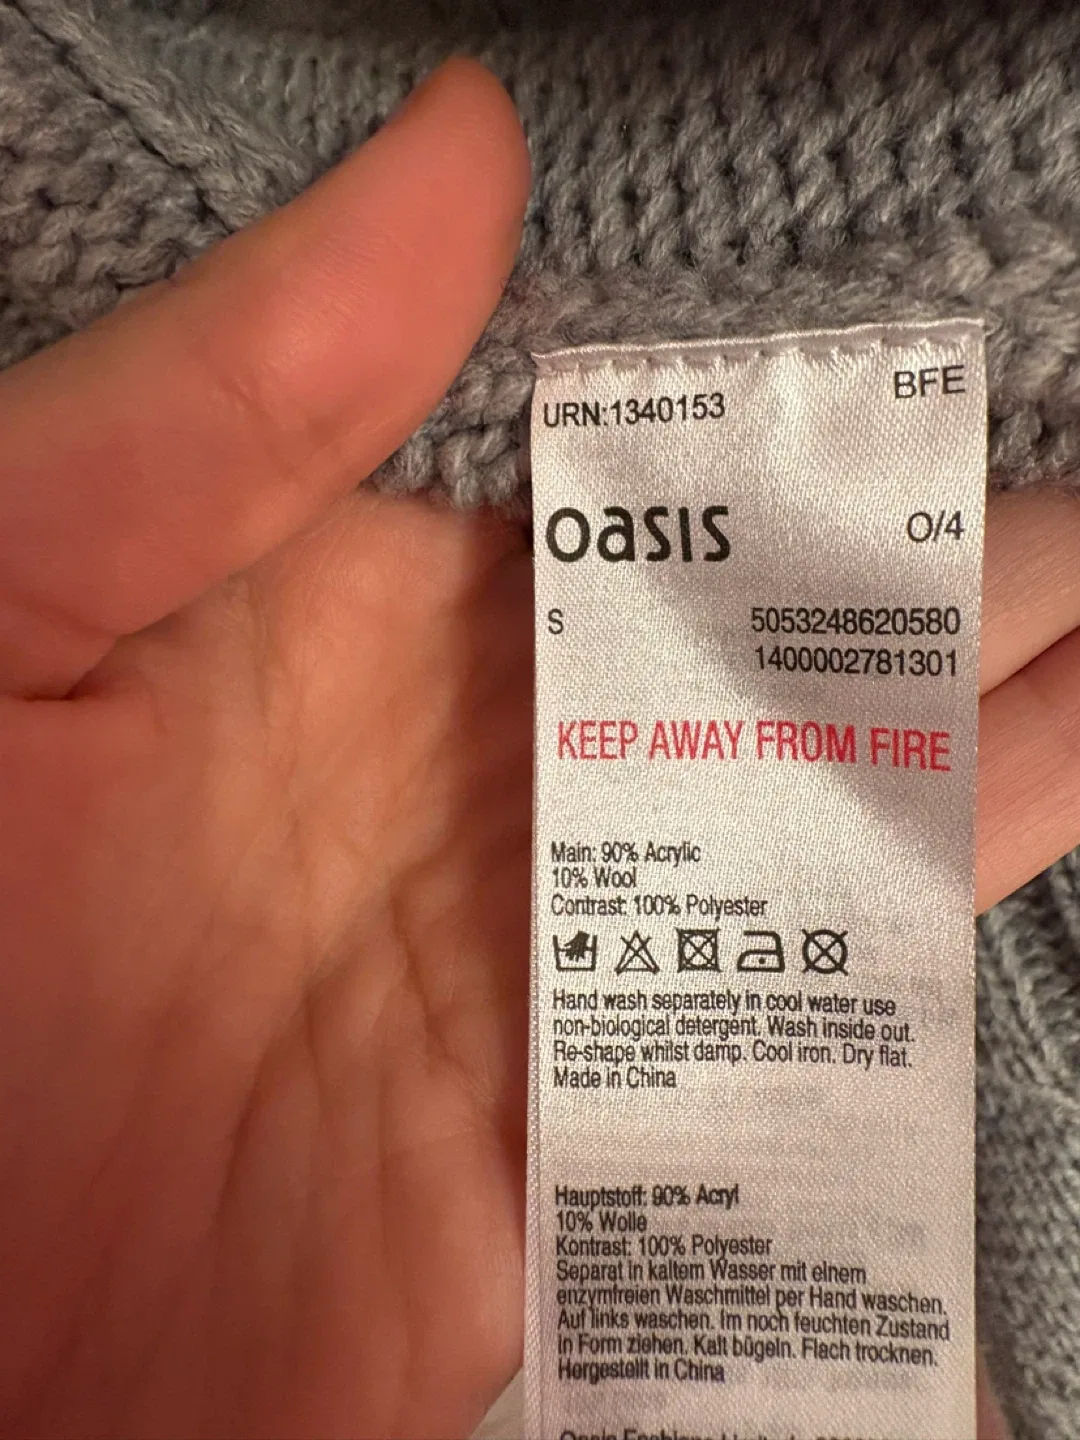 BFE
URN:1340153
oasis O/4
S 5053248620580
1400002781301
KEEP AWAY FROM FIRE
Main: 90% Acrylic
10% Wool
Contrast: 100% Polyester
Hand wash separately in cool water use
non-biological detergent. Wash inside out.
Re-shape whilst damp. Cool iron. Dry flat.
Made in China
Hauptstoff: 90% Acryl
10% Wolle
Kontrast: 100% Polyester
Separat in kaltem Wasser mit einem
enzymfreien Waschmittel per Hand waschen.
Auf links waschen. Im noch feuchten Zustand
in Form ziehen. Kalt bügeln. Flach trocknen.
Hergestellt in China